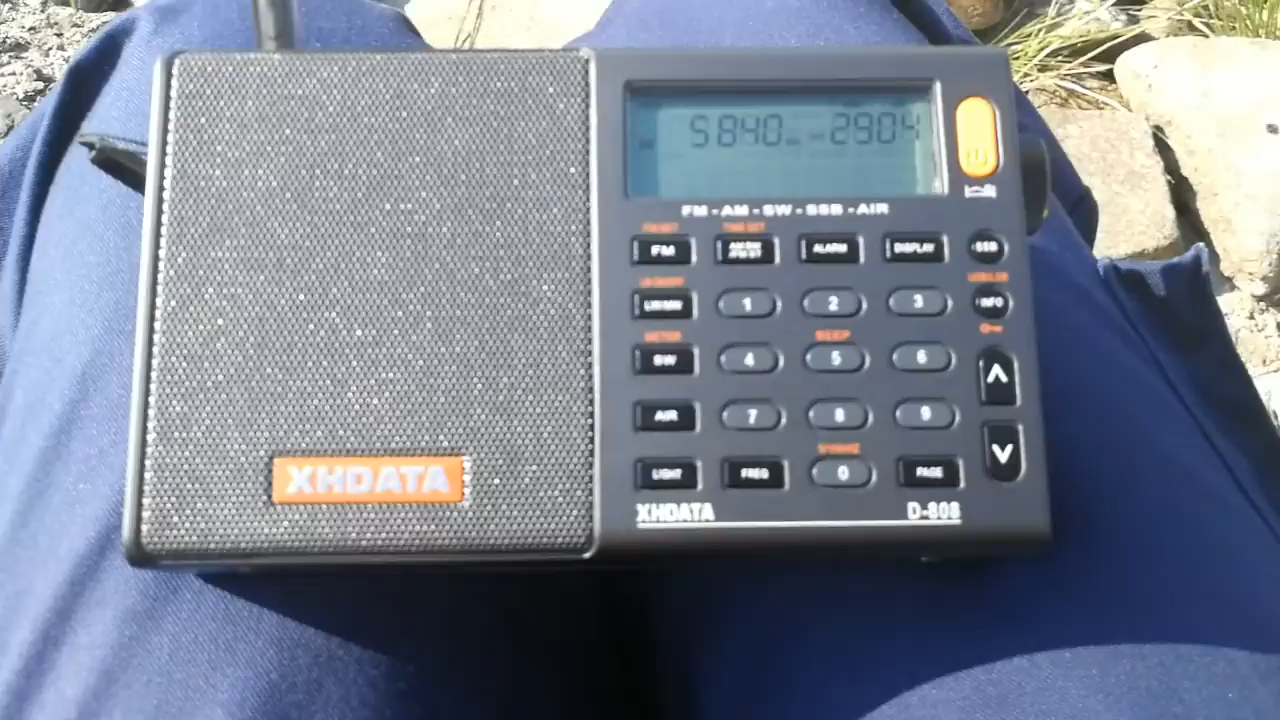 5840 2904
FM - AM - SW - SSB - AIR
FM ALARM DISPLAY SSB
1 2 3 INFO
BEEP
SW 4 5 6
AIR 7 8 9
LIGHT FREQ 0 PAGE
XHDATA
XHDATA D-808